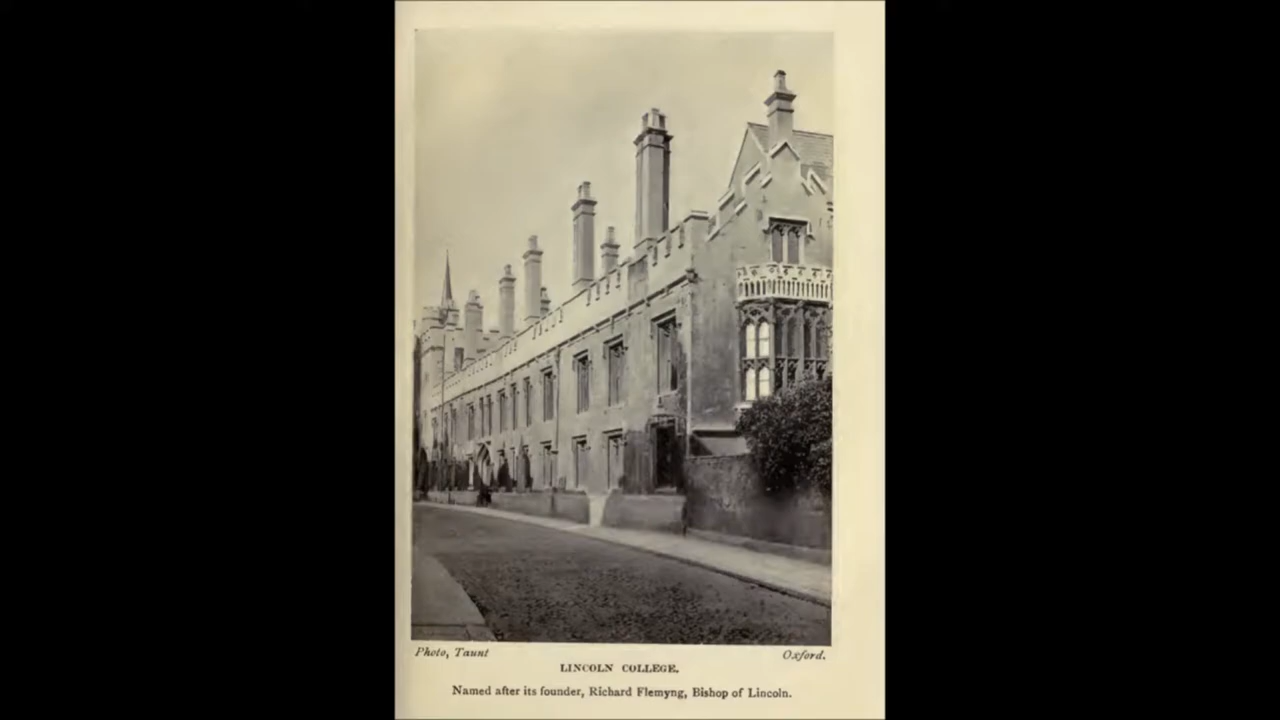 Photo, Taunt Oxford.
LINCOLN COLLEGE.
Named after its founder, Richard Flemyng, Bishop of Lincoln.